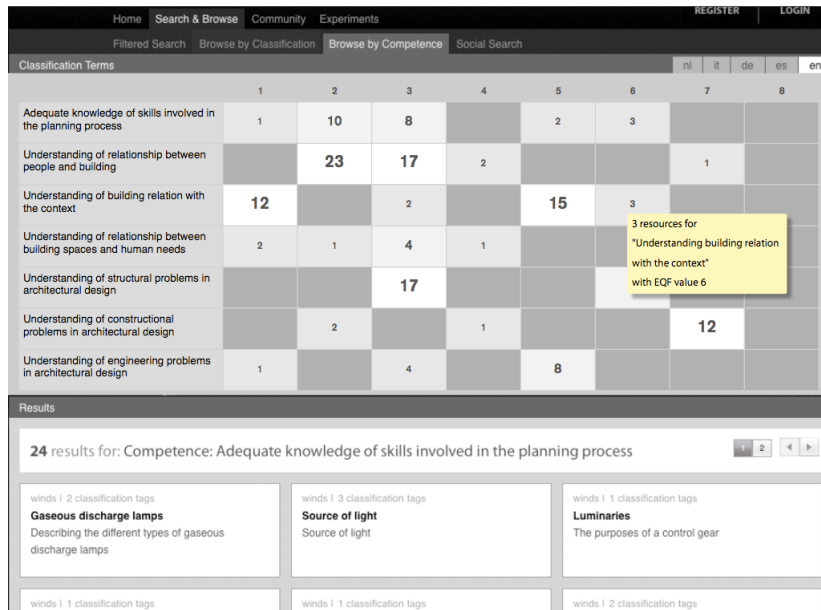 REGISTER LOGIN
Home Search & Browse Community Experiments
Filtered Search Browse by Classification Browse by Competence Social Search
Classification Terms nl it de es en
1 2 3 4 5 6 7 8
Adequate knowledge of skills involved in
the planning process
1 10 8 2 3
Understanding of relationship between
people and building
23 17 2 1
Understanding of building relation with
the context
12 2 15 3
3 resources for
"Understanding building relation
with the context"
with EQF value 6
Understanding of relationship between
building spaces and human needs
2 1 4 1
Understanding of structural problems in
architectural design
17
Understanding of constructional
problems in architectural design
2 1 12
Understanding of engineering problems
in architectural design
1 4 8
Results
24 results for: Competence: Adequate knowledge of skills involved in the planning process
1 2
winds | 2 classification tags
Gaseous discharge lamps
Describing the different types of gaseous
discharge lamps
winds | 3 classification tags
Source of light
Source of light
winds | 1 classification tags
Luminaries
The purposes of a control gear
winds | 1 classification tags
winds | 1 classification tags
winds | 2 classification tags